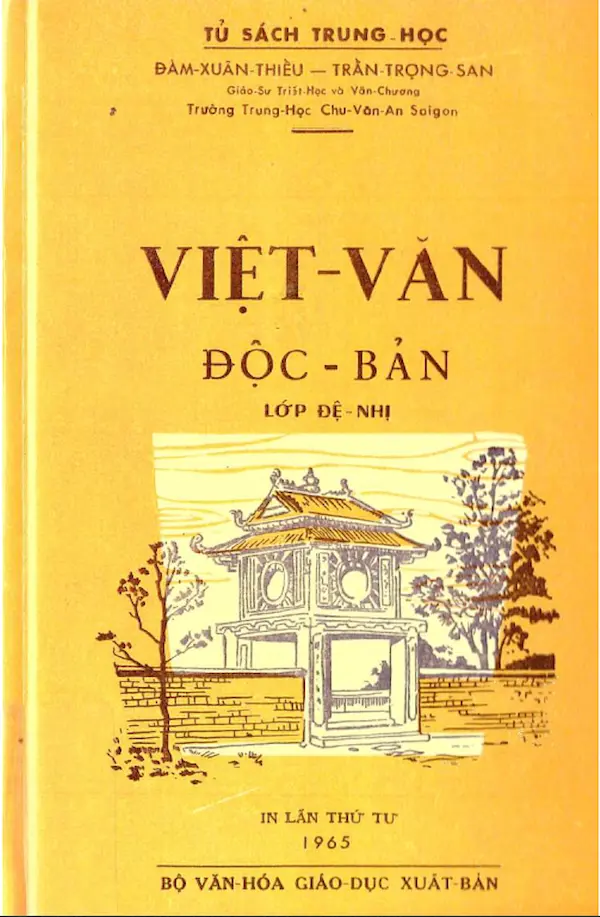 TỦ SÁCH TRUNG-HỌC
ĐÀM-XUÂN-THIỀU — TRẦN-TRỌNG-SAN
Giáo-Sư Triết-Học và Văn-Chương
Trường Trung-Học Chu-Văn-An Saigon
VIỆT-VĂN
ĐỘC-BẢN
LỚP ĐỆ-NHỊ
IN LẦN THỨ TƯ
1965
BỘ VĂN-HÓA GIÁO-DỤC XUẤT-BẢN